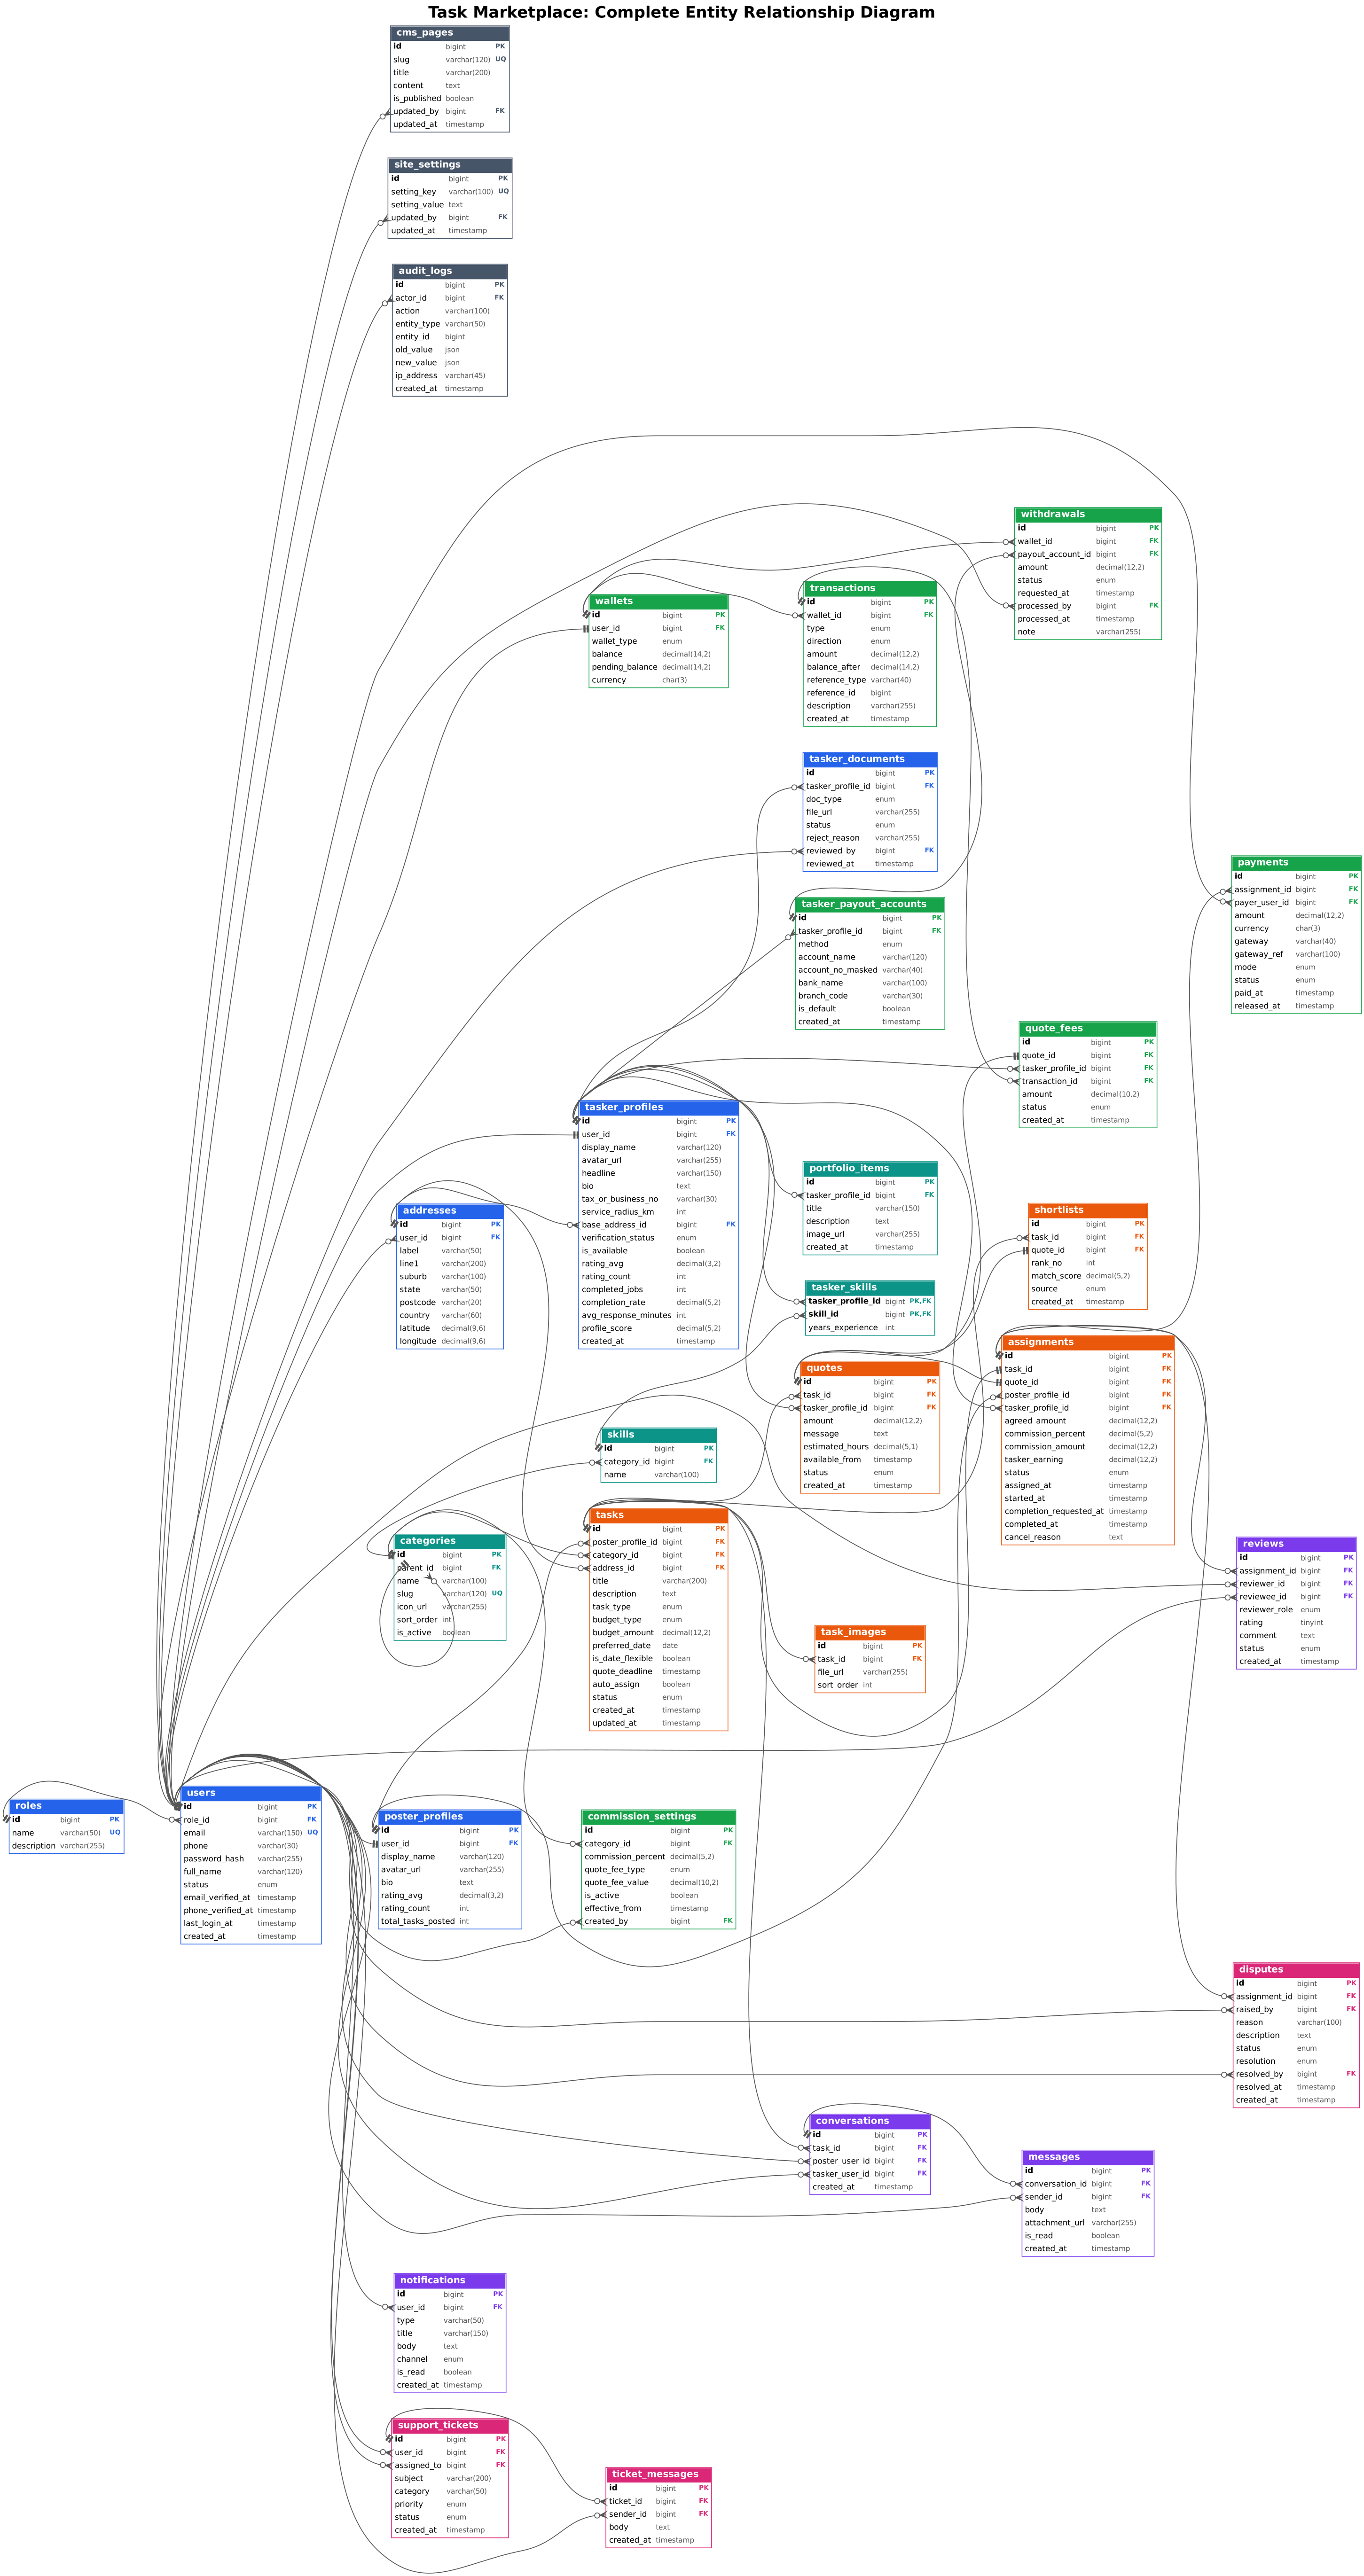 Task Marketplace: Complete Entity Relationship Diagram
cms_pages
id bigint PK
slug varchar(120) UQ
title varchar(200)
content text
is_published boolean
updated_by bigint FK
updated_at timestamp
site_settings
id bigint PK
setting_key varchar(100) UQ
setting_value text
updated_by bigint FK
updated_at timestamp
audit_logs
id bigint PK
actor_id bigint FK
action varchar(100)
entity_type varchar(50)
entity_id bigint
old_value json
new_value json
ip_address varchar(45)
created_at timestamp
withdrawals
id bigint PK
wallet_id bigint FK
payout_account_id bigint FK
amount decimal(12,2)
status enum
requested_at timestamp
processed_by bigint FK
processed_at timestamp
note varchar(255)
wallets
id bigint PK
user_id bigint FK
wallet_type enum
balance decimal(14,2)
pending_balance decimal(14,2)
currency char(3)
transactions
id bigint PK
wallet_id bigint FK
type enum
direction enum
amount decimal(12,2)
balance_after decimal(14,2)
reference_type varchar(40)
reference_id bigint
description varchar(255)
created_at timestamp
tasker_documents
id bigint PK
tasker_profile_id bigint FK
doc_type enum
file_url varchar(255)
status enum
reject_reason varchar(255)
reviewed_by bigint FK
reviewed_at timestamp
payments
id bigint PK
assignment_id bigint FK
payer_user_id bigint FK
amount decimal(12,2)
currency char(3)
gateway varchar(40)
gateway_ref varchar(100)
mode enum
status enum
paid_at timestamp
released_at timestamp
tasker_payout_accounts
id bigint PK
tasker_profile_id bigint FK
method enum
account_name varchar(120)
account_no_masked varchar(40)
bank_name varchar(100)
branch_code varchar(30)
is_default boolean
created_at timestamp
quote_fees
id bigint PK
quote_id bigint FK
tasker_profile_id bigint FK
transaction_id bigint FK
amount decimal(10,2)
status enum
created_at timestamp
tasker_profiles
id bigint PK
user_id bigint FK
display_name varchar(120)
avatar_url varchar(255)
headline varchar(150)
bio text
tax_or_business_no varchar(30)
service_radius_km int
base_address_id bigint FK
verification_status enum
is_available boolean
rating_avg decimal(3,2)
rating_count int
completed_jobs int
completion_rate decimal(5,2)
avg_response_minutes int
profile_score decimal(5,2)
created_at timestamp
portfolio_items
id bigint PK
tasker_profile_id bigint FK
title varchar(150)
description text
image_url varchar(255)
created_at timestamp
addresses
id bigint PK
user_id bigint FK
label varchar(50)
line1 varchar(200)
suburb varchar(100)
state varchar(50)
postcode varchar(20)
country varchar(60)
latitude decimal(9,6)
longitude decimal(9,6)
shortlists
id bigint PK
task_id bigint FK
quote_id bigint FK
rank_no int
match_score decimal(5,2)
source enum
created_at timestamp
tasker_skills
tasker_profile_id bigint PK,FK
skill_id bigint PK,FK
years_experience int
assignments
id bigint PK
task_id bigint FK
quote_id bigint FK
poster_profile_id bigint FK
tasker_profile_id bigint FK
agreed_amount decimal(12,2)
commission_percent decimal(5,2)
commission_amount decimal(12,2)
tasker_earning decimal(12,2)
status enum
assigned_at timestamp
started_at timestamp
completion_requested_at timestamp
completed_at timestamp
cancel_reason text
quotes
id bigint PK
task_id bigint FK
tasker_profile_id bigint FK
amount decimal(12,2)
message text
estimated_hours decimal(5,1)
available_from timestamp
status enum
created_at timestamp
skills
id bigint PK
category_id bigint FK
name varchar(100)
tasks
id bigint PK
poster_profile_id bigint FK
category_id bigint FK
address_id bigint FK
title varchar(200)
description text
task_type enum
budget_type enum
budget_amount decimal(12,2)
preferred_date date
is_date_flexible boolean
quote_deadline timestamp
auto_assign boolean
status enum
created_at timestamp
updated_at timestamp
categories
id bigint PK
parent_id bigint FK
name varchar(100)
slug varchar(120) UQ
icon_url varchar(255)
sort_order int
is_active boolean
reviews
id bigint PK
assignment_id bigint FK
reviewer_id bigint FK
reviewee_id bigint FK
reviewer_role enum
rating tinyint
comment text
status enum
created_at timestamp
task_images
id bigint PK
task_id bigint FK
file_url varchar(255)
sort_order int
roles
id bigint PK
name varchar(50) UQ
description varchar(255)
users
id bigint PK
role_id bigint FK
email varchar(150) UQ
phone varchar(30)
password_hash varchar(255)
full_name varchar(120)
status enum
email_verified_at timestamp
phone_verified_at timestamp
last_login_at timestamp
created_at timestamp
poster_profiles
id bigint PK
user_id bigint FK
display_name varchar(120)
avatar_url varchar(255)
bio text
rating_avg decimal(3,2)
rating_count int
total_tasks_posted int
commission_settings
id bigint PK
category_id bigint FK
commission_percent decimal(5,2)
quote_fee_type enum
quote_fee_value decimal(10,2)
is_active boolean
effective_from timestamp
created_by bigint FK
disputes
id bigint PK
assignment_id bigint FK
raised_by bigint FK
reason varchar(100)
description text
status enum
resolution enum
resolved_by bigint FK
resolved_at timestamp
created_at timestamp
conversations
id bigint PK
task_id bigint FK
poster_user_id bigint FK
tasker_user_id bigint FK
created_at timestamp
messages
id bigint PK
conversation_id bigint FK
sender_id bigint FK
body text
attachment_url varchar(255)
is_read boolean
created_at timestamp
notifications
id bigint PK
user_id bigint FK
type varchar(50)
title varchar(150)
body text
channel enum
is_read boolean
created_at timestamp
support_tickets
id bigint PK
user_id bigint FK
assigned_to bigint FK
subject varchar(200)
category varchar(50)
priority enum
status enum
created_at timestamp
ticket_messages
id bigint PK
ticket_id bigint FK
sender_id bigint FK
body text
created_at timestamp